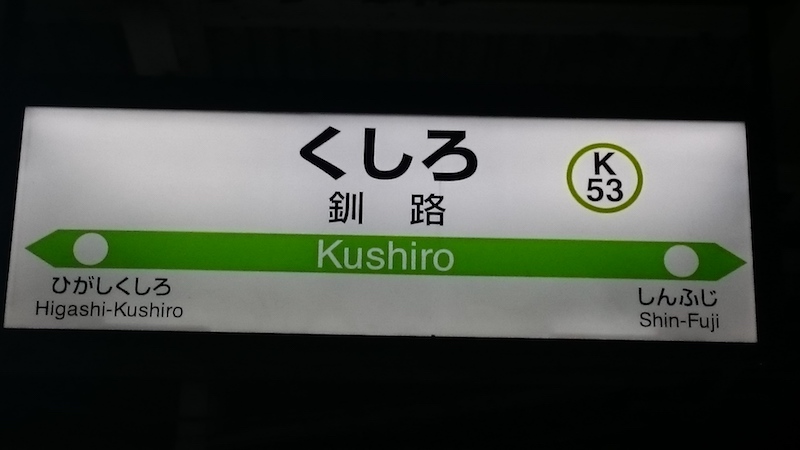 くしろ
釧路
K
53
Kushiro
ひがしくしろ
Higashi-Kushiro
しんふじ
Shin-Fuji